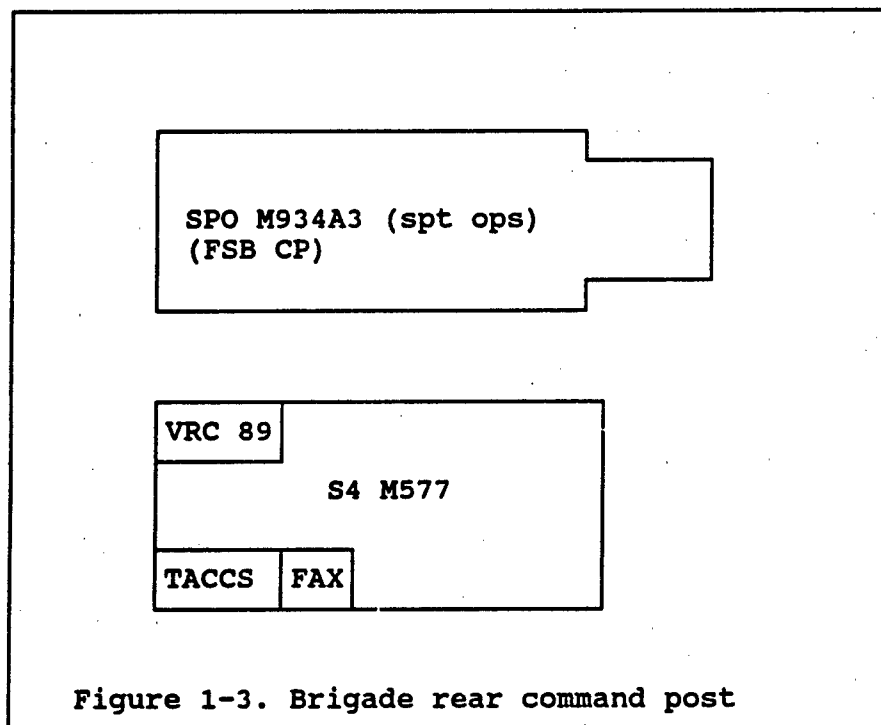 SPO M934A3 (spt ops)
(FSB CP)
VRC 89
S4 M577
TACCS FAX
Figure 1-3. Brigade rear command post